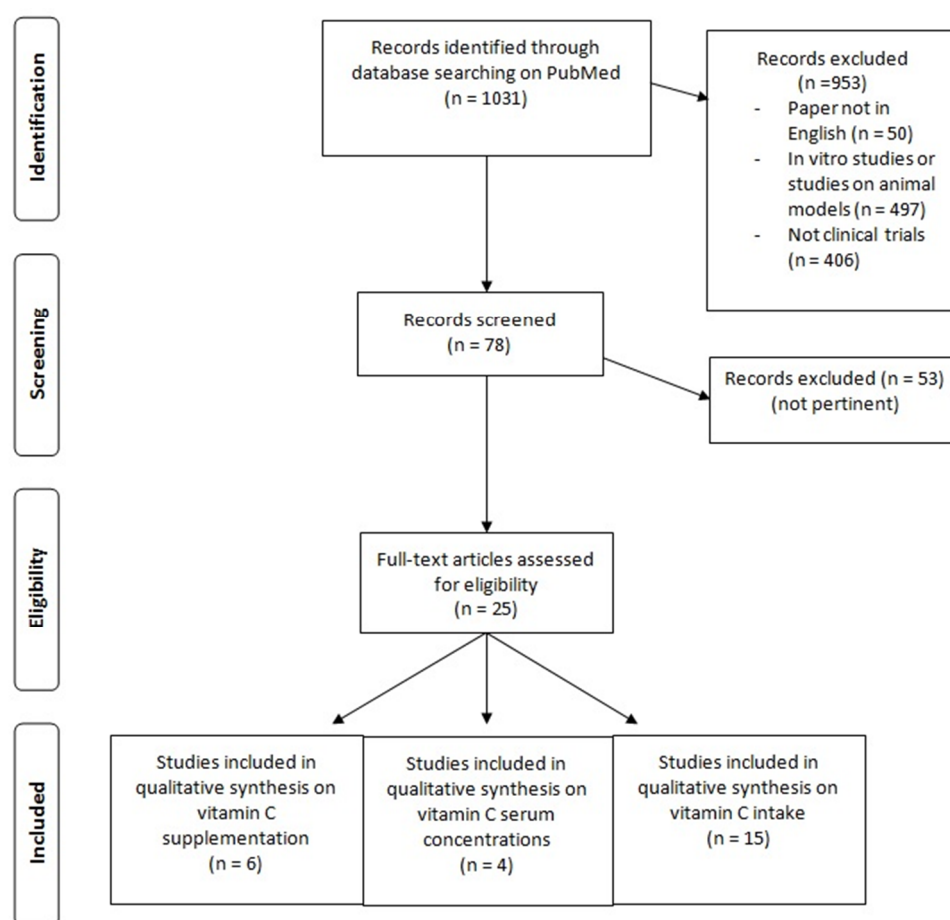 Identification
Records identified through
database searching on PubMed
(n = 1031)
Records excluded
(n =953)
- Paper not in
English (n = 50)
- In vitro studies or
studies on animal
models (n = 497)
- Not clinical trials
(n = 406)
Screening
Records screened
(n = 78)
Records excluded (n = 53)
(not pertinent)
Eligibility
Full-text articles assessed
for eligibility
(n = 25)
Included
Studies included in
qualitative synthesis on
vitamin C
supplementation
(n = 6)
Studies included in
qualitative synthesis on
vitamin C serum
concentrations
(n = 4)
Studies included in
qualitative synthesis on
vitamin C intake
(n = 15)